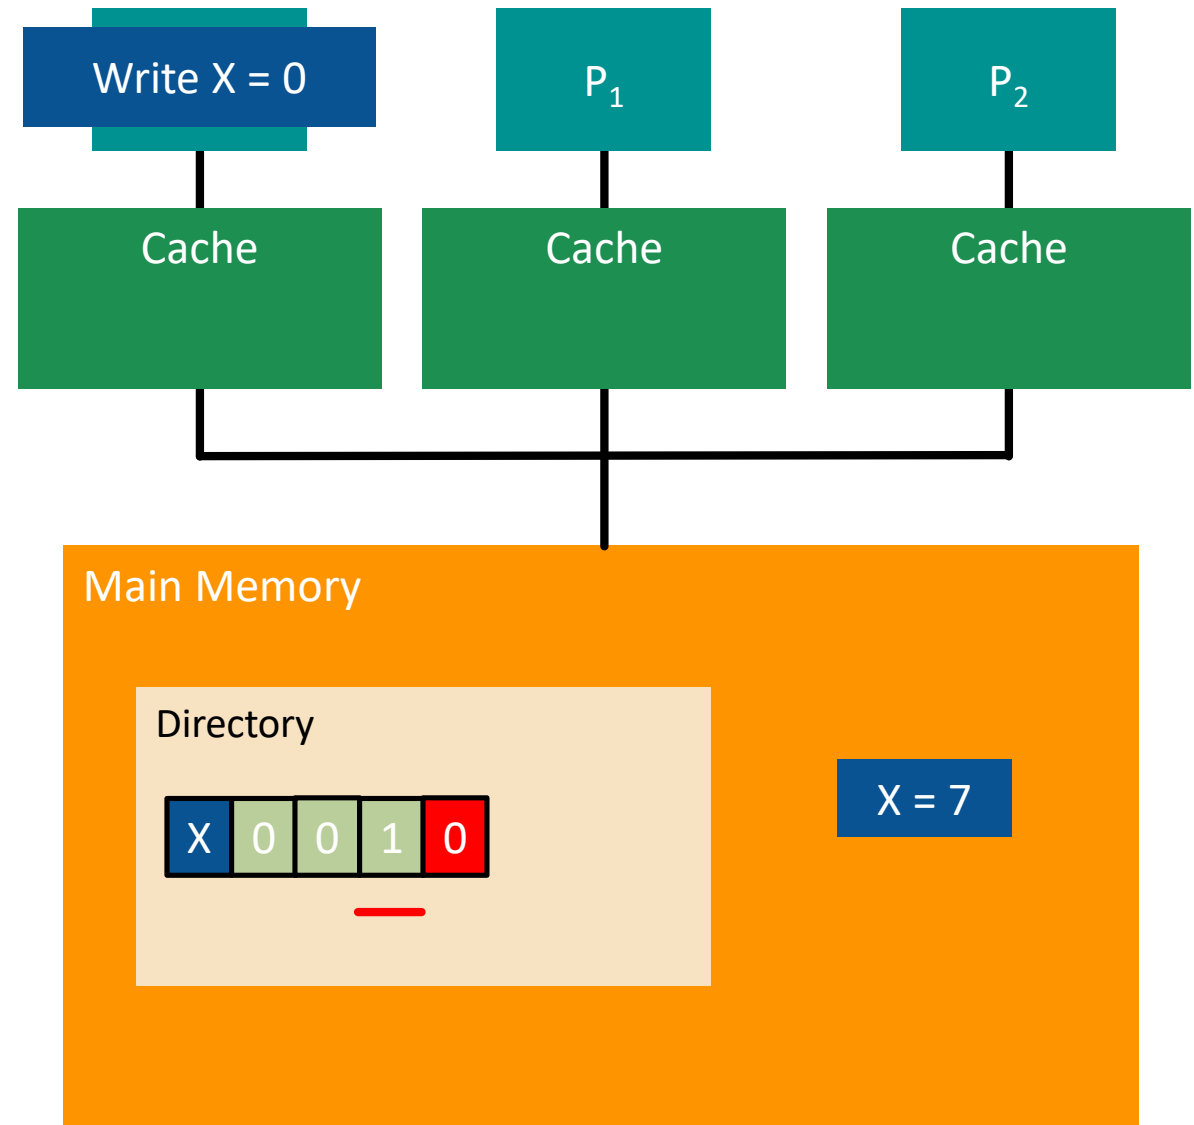 Write X = 0
P₁
P₂
Cache
Cache
Cache
Main Memory
Directory
X 0 0 1 0
X = 7